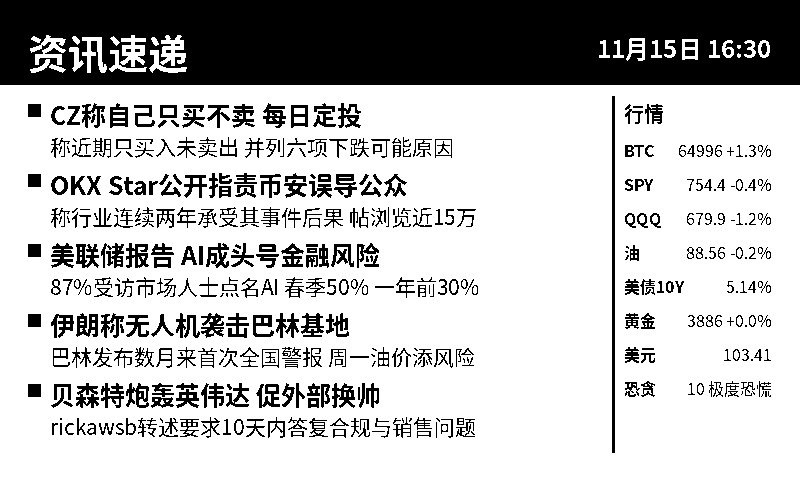 资讯速递
11月15日 16:30
CZ称自己只买不卖 每日定投
称近期只买入未卖出 并列六项下跌可能原因
OKX Star公开指责币安误导公众
称行业连续两年承受其事件后果 帖浏览近15万
美联储报告 AI成头号金融风险
87%受访市场人士点名AI 春季50% 一年前30%
伊朗称无人机袭击巴林基地
巴林发布数月来首次全国警报 周一油价添风险
贝森特炮轰英伟达 促外部换帅
rickawsb转述要求10天内答复合规与销售问题
行情
BTC 64996 +1.3%
SPY 754.4 -0.4%
QQQ 679.9 -1.2%
油 88.56 -0.2%
美债10Y 5.14%
黄金 3886 +0.0%
美元 103.41
恐贪 10 极度恐慌